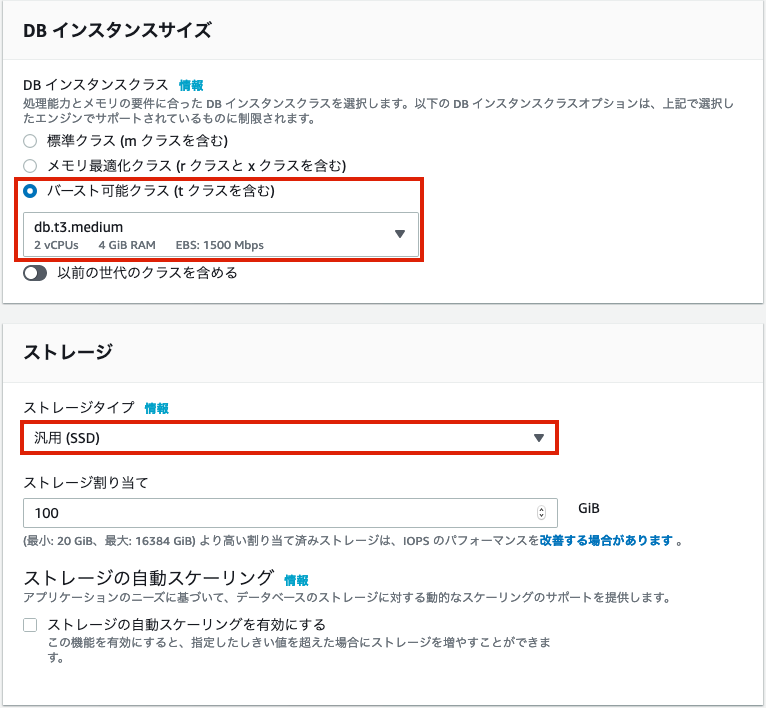 DB インスタンスサイズ
DB インスタンスクラス 情報
処理能力とメモリの要件に合った DB インスタンスクラスを選択します。以下の DB インスタンスクラスオプションは、上記で選択し
たエンジンでサポートされているものに制限されます。
標準クラス (m クラスを含む)
メモリ最適化クラス (r クラスと x クラスを含む)
バースト可能クラス (t クラスを含む)
db.t3.medium
2 vCPUs 4 GiB RAM EBS: 1500 Mbps
以前の世代のクラスを含める
ストレージ
ストレージタイプ 情報
汎用 (SSD)
ストレージ割り当て
100 GiB
(最小: 20 GiB、最大: 16384 GiB) より高い割り当て済みストレージは、IOPS のパフォーマンスを改善する場合があります 。
ストレージの自動スケーリング 情報
アプリケーションのニーズに基づいて、データベースのストレージに対する動的なスケーリングのサポートを提供します。
ストレージの自動スケーリングを有効にする
この機能を有効にすると、指定したしきい値を超えた場合にストレージを増やすことができま
す。